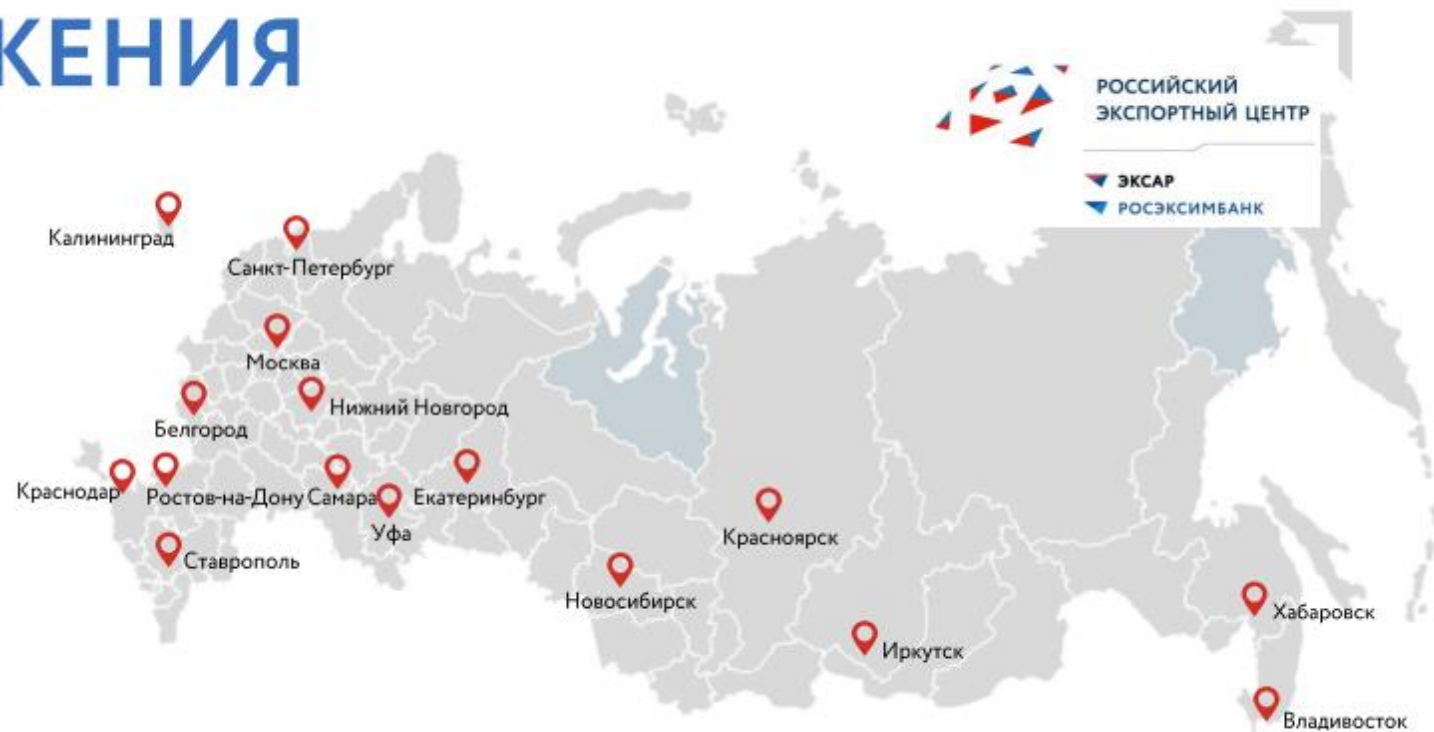 ЖЕНИЯ
РОССИЙСКИЙ
ЭКСПОРТНЫЙ ЦЕНТР
ЭКСАР
РОСЭКСИМБАНК
Калининград
Санкт-Петербург
Москва
Нижний Новгород
Белгород
Краснодар
Ростов-на-Дону
Самара
Екатеринбург
Уфа
Красноярск
Ставрополь
Новосибирск
Хабаровск
Иркутск
Владивосток